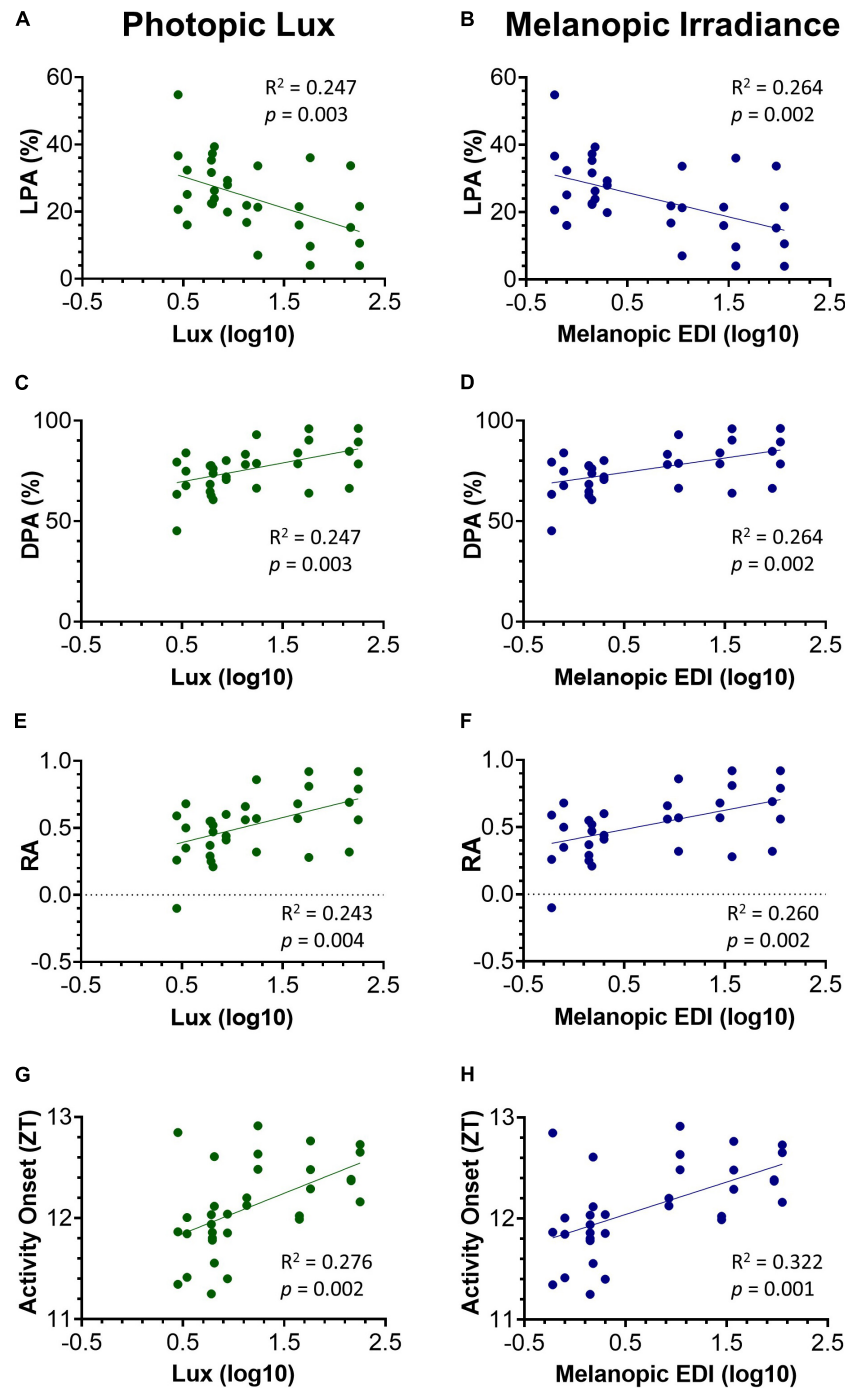 A Photopic Lux
B Melanopic Irradiance
LPA (%)
60
40
20
0
R² = 0.247
p = 0.003
-0.5 0.5 1.5 2.5
Lux (log10)
LPA (%)
60
40
20
0
R² = 0.264
p = 0.002
-0.5 0.5 1.5 2.5
Melanopic EDI (log10)
C
DPA (%)
100
50
0
R² = 0.247
p = 0.003
-0.5 0.5 1.5 2.5
Lux (log10)
D
DPA (%)
100
50
0
R² = 0.264
p = 0.002
-0.5 0.5 1.5 2.5
Melanopic EDI (log10)
E
RA
1.0
0.5
0.0
-0.5
R² = 0.243
p = 0.004
-0.5 0.5 1.5 2.5
Lux (log10)
F
RA
1.0
0.5
0.0
-0.5
R² = 0.260
p = 0.002
-0.5 0.5 1.5 2.5
Melanopic EDI (log10)
G
Activity Onset (ZT)
13
12
11
R² = 0.276
p = 0.002
-0.5 0.5 1.5 2.5
Lux (log10)
H
Activity Onset (ZT)
13
12
11
R² = 0.322
p = 0.001
-0.5 0.5 1.5 2.5
Melanopic EDI (log10)